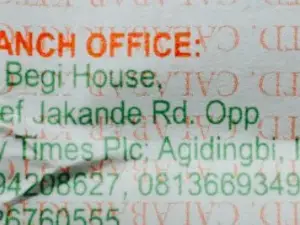 ANCH OFFICE:
Begi House,
ef Jakande Rd. Opp
y Times Plc; Agidingbi, I
94208627, 0813669349
26760555